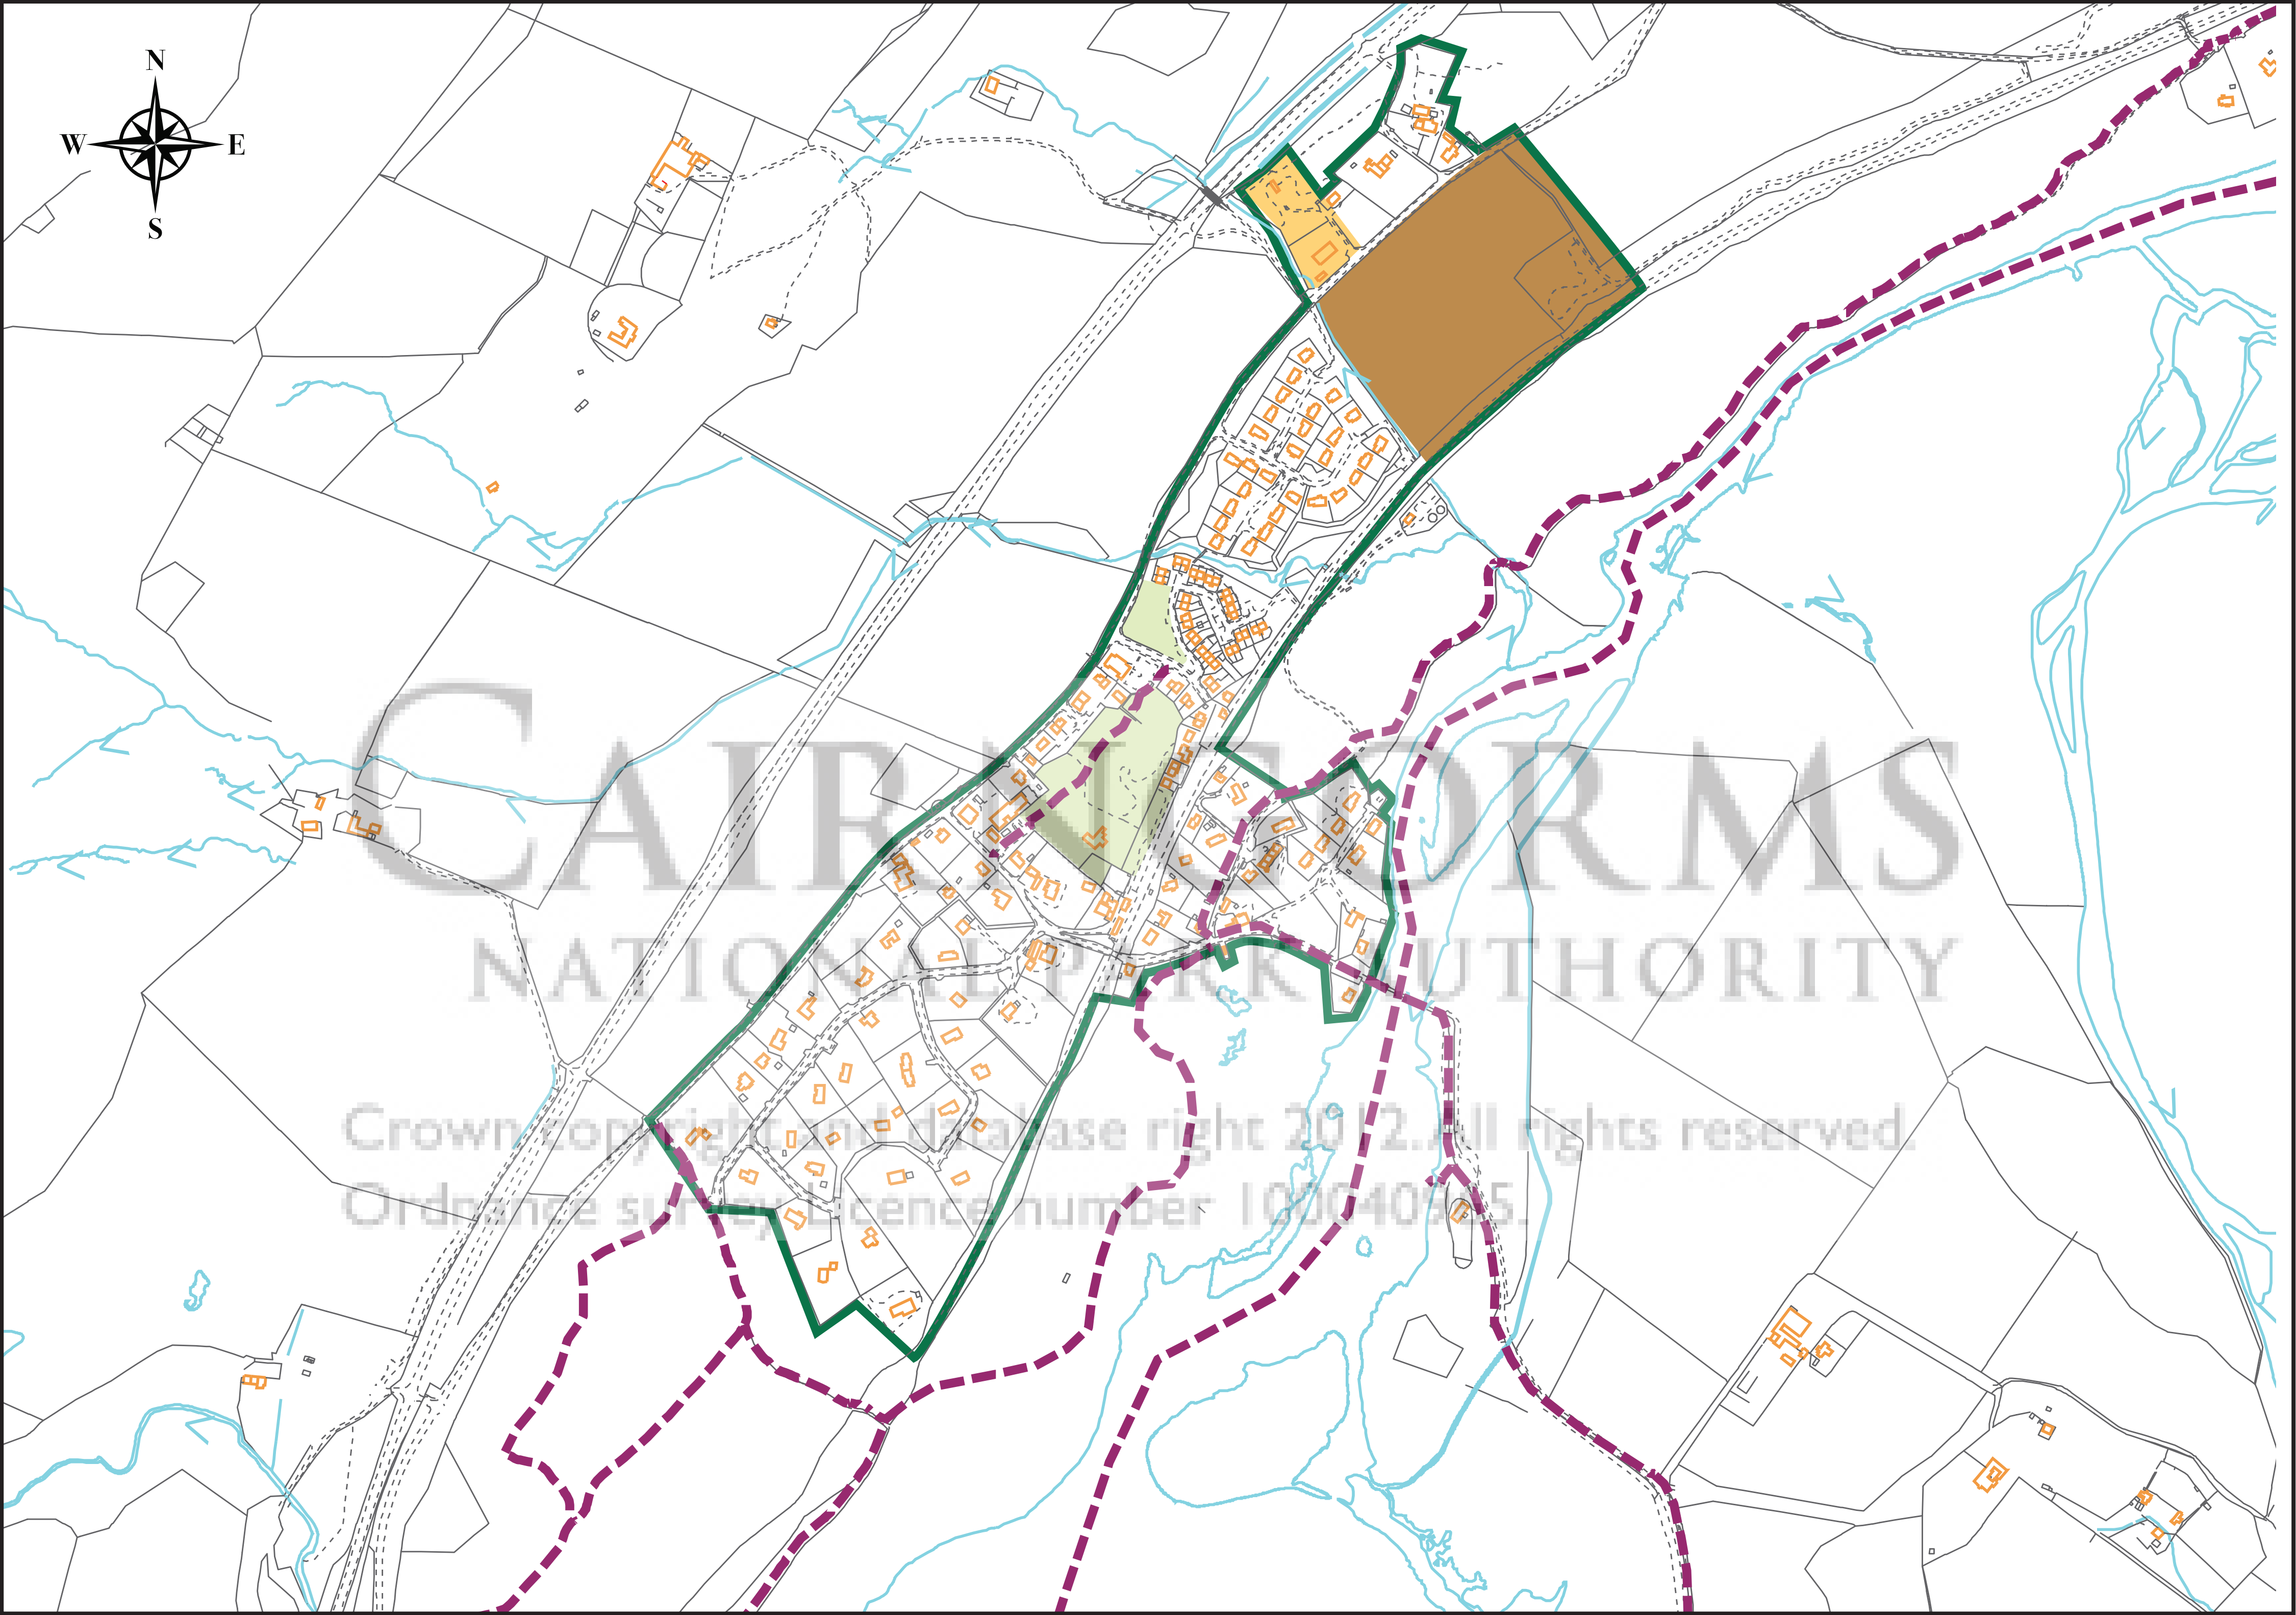 N
W E
S
CAIRNGORMS
NATIONAL PARK AUTHORITY
Crown copyright and database right 2012. All rights reserved.
Ordnance survey Licence number 100040965.